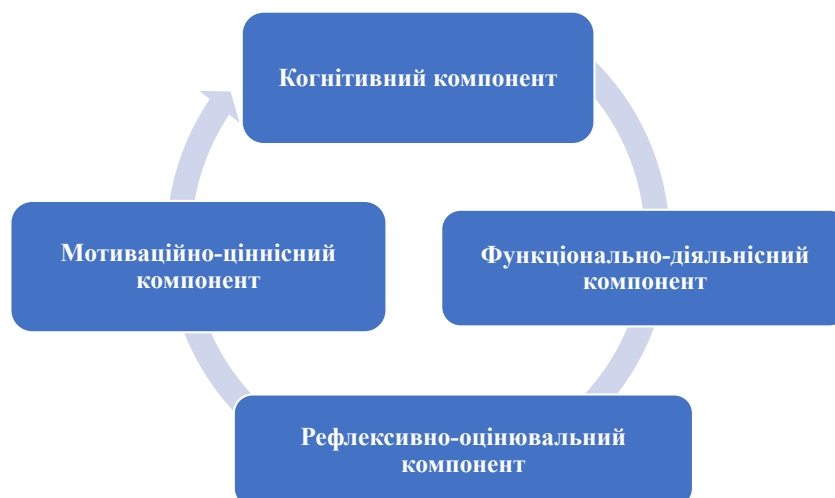 Когнітивний компонент
Мотиваційно-ціннісний
компонент
Функціонально-діяльнісний
компонент
Рефлексивно-оцінювальний
компонент